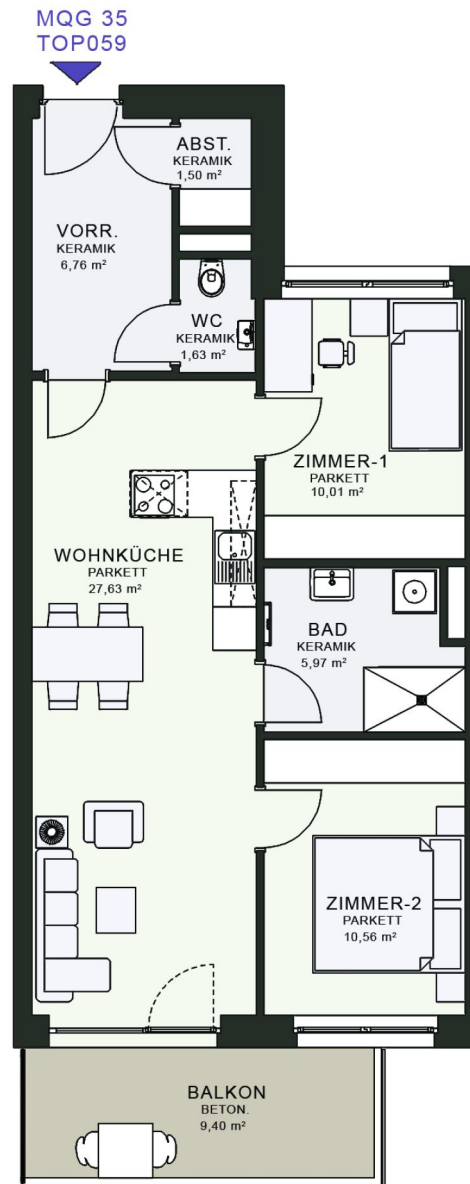 MQG 35
TOP059
ABST.
KERAMIK
1,50 m²
VORR.
KERAMIK
6,76 m²
WC
KERAMIK
1,63 m²
ZIMMER-1
PARKETT
10,01 m²
WOHNKÜCHE
PARKETT
27,63 m²
BAD
KERAMIK
5,97 m²
ZIMMER-2
PARKETT
10,56 m²
BALKON
BETON.
9,40 m²